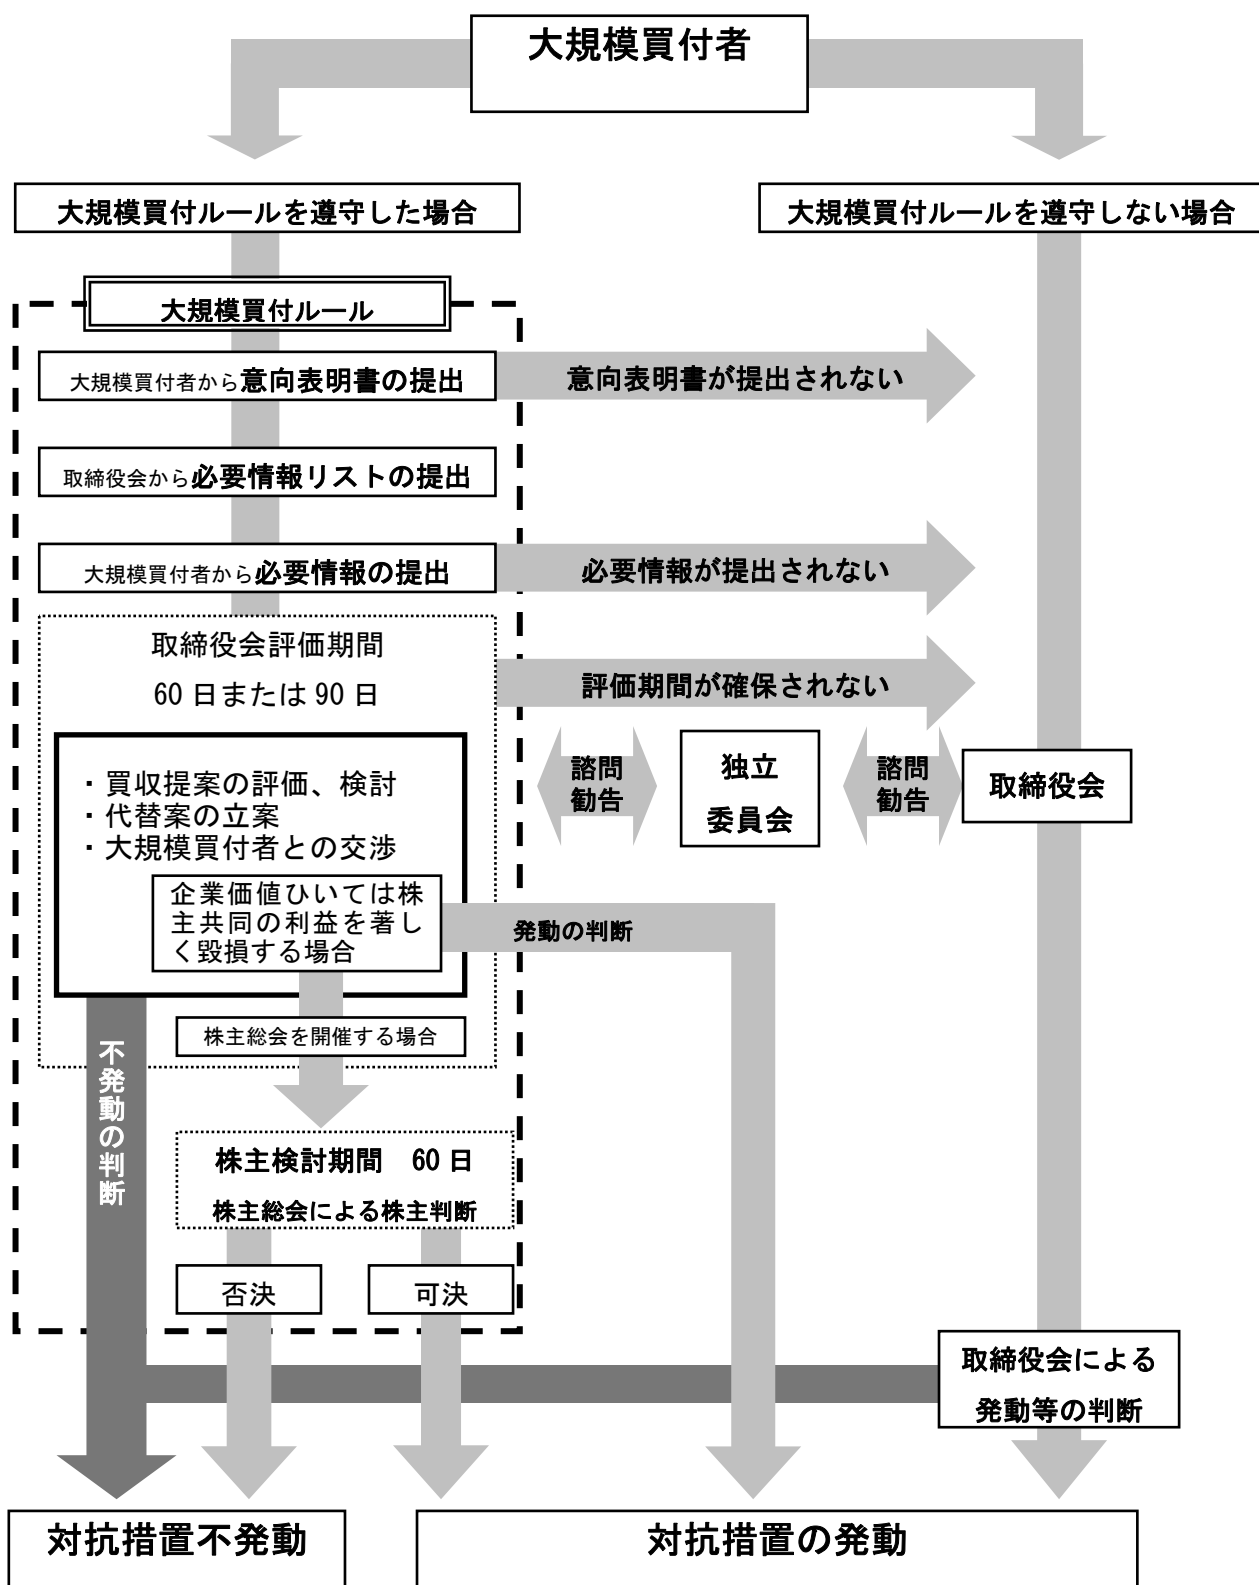 大規模買付者
大規模買付ルールを遵守した場合
大規模買付ルールを遵守しない場合
大規模買付ルール
大規模買付者から意向表明書の提出
意向表明書が提出されない
取締役会から必要情報リストの提出
大規模買付者から必要情報の提出
必要情報が提出されない
取締役会評価期間
60 日または 90 日
評価期間が確保されない
・買収提案の評価、検討
・代替案の立案
・大規模買付者との交渉
諮問
勧告
独立
委員会
諮問
勧告
取締役会
企業価値ひいては株
主共同の利益を著し
く毀損する場合
発動の判断
株主総会を開催する場合
不発動の判断
株主検討期間　60 日
株主総会による株主判断
否決
可決
取締役会による
発動等の判断
対抗措置不発動
対抗措置の発動